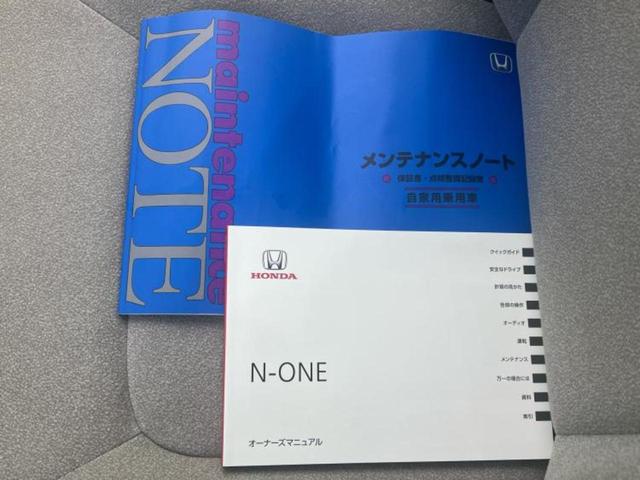 maintenance
NOTE
メンテナンスノート
保証書・点検整備記録簿
自家用乗用車
HONDA
N-ONE
オーナーズマニュアル
クイックガイド
安全なドライブ
計器の見かた
各部の操作
オーディオ
運転
メンテナンス
万一の場合には
資料
索引